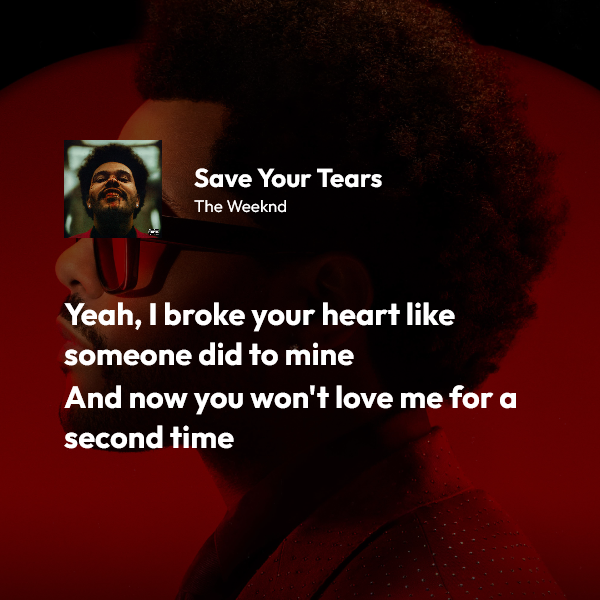 Save Your Tears
The Weeknd
Yeah, I broke your heart like
someone did to mine
And now you won't love me for a
second time